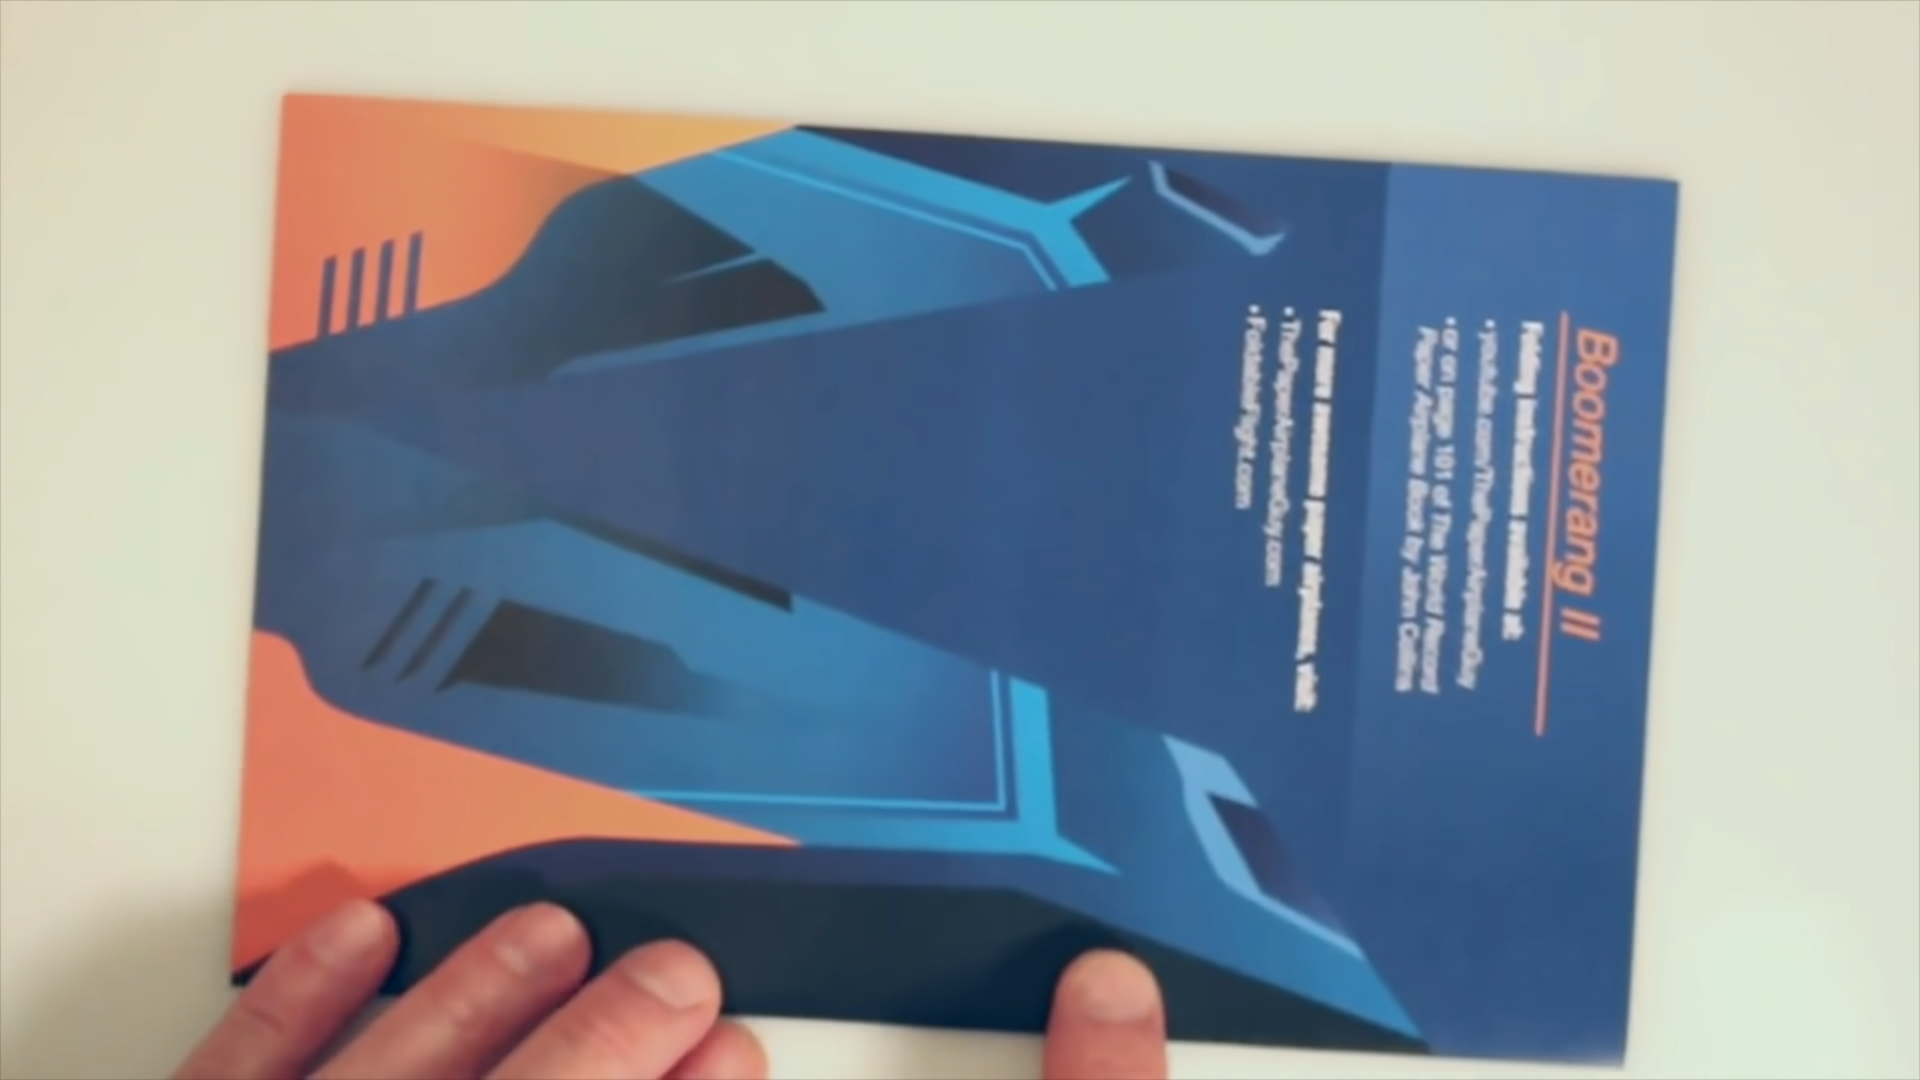 Boomerang II
Folding instructions available at:
• youtube.com/ThePaperAirplaneGuy
• or on page 101 of The World Record
Paper Airplane Book by John Collins
For more awesome paper airplanes, visit:
• ThePaperAirplaneGuy.com
• FoldableFlight.com